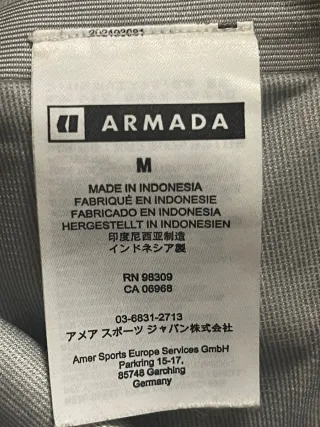 ARMADA
M
MADE IN INDONESIA
FABRIQUÉ EN INDONESIE
FABRICADO EN INDONESIA
HERGESTELLT IN INDONESIEN
印度尼西亚制造
インドネシア製
RN 98309
CA 06968
03-6831-2713
アメア スポーツ ジャパン株式会社
Amer Sports Europe Services GmbH
Parkring 15-17,
85748 Garching
Germany